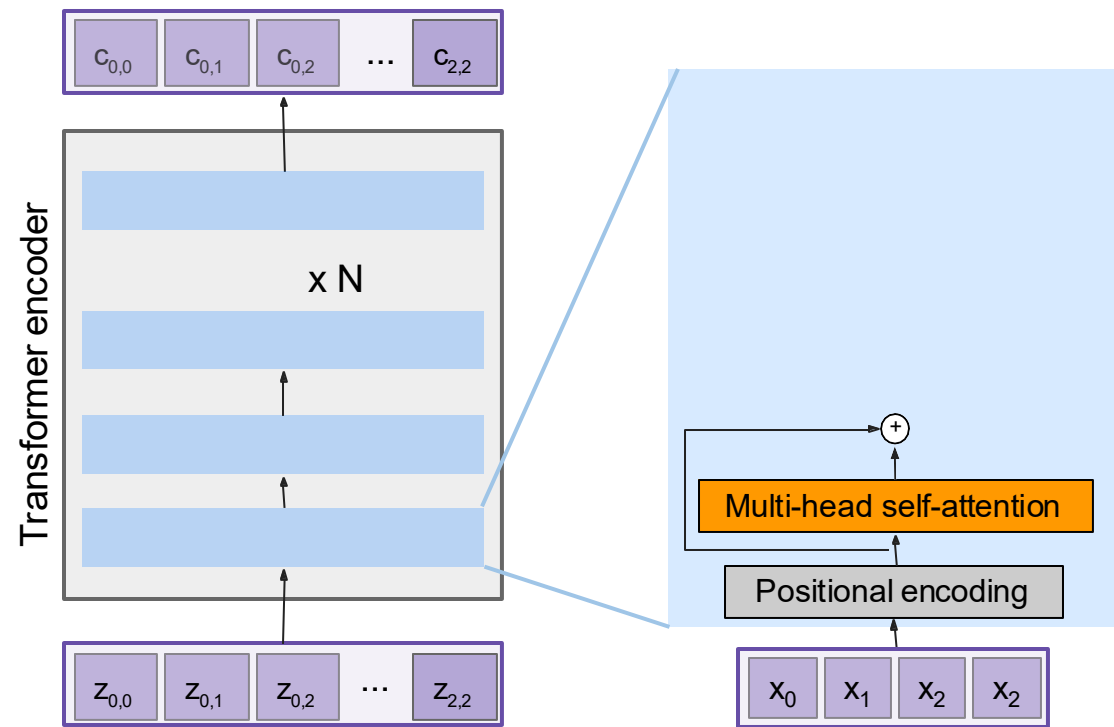 c0,0 c0,1 c0,2 ... c2,2
Transformer encoder
x N
z0,0 z0,1 z0,2 ... z2,2
+
Multi-head self-attention
Positional encoding
x0 x1 x2 x2